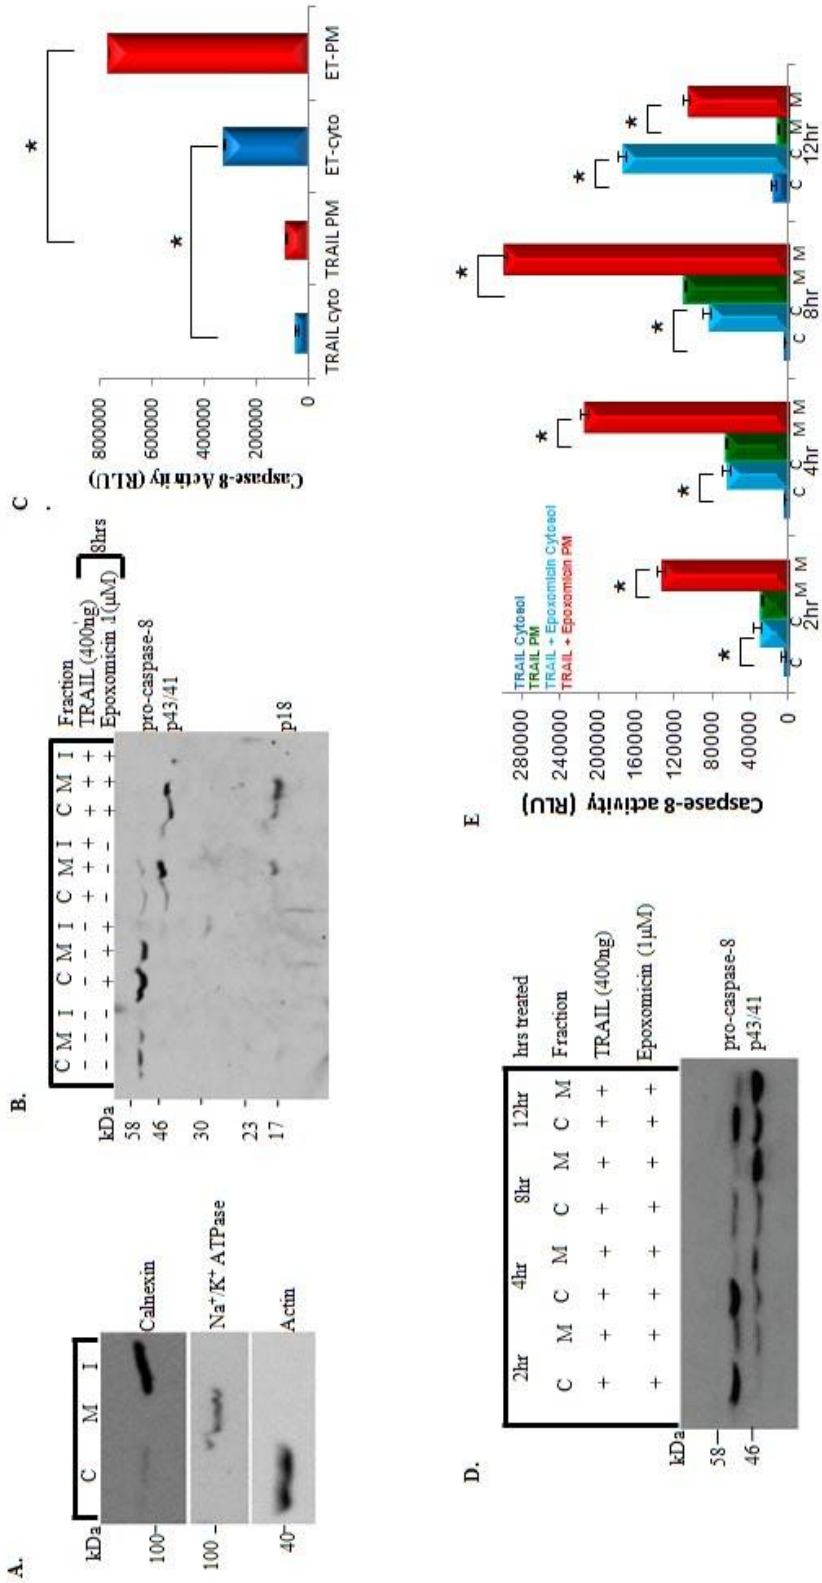 A.
kDa
C M I
100 Calnexin
100 Na⁺/K⁺ ATPase
40 Actin
B.
C M I C M I C M I C M I Fraction
- - - - - - + + + + + + TRAIL (400ng)
- - - + + + - - - + + + Epoxomicin 1(µM)
8hrs
kDa
58 pro-caspase-8
46 p43/41
30
23
17 p18
C
.
Caspase-8 Activity (RLU)
800000
600000
400000
200000
0
*
*
TRAIL cyto TRAIL PM ET-cyto ET-PM
D.
2hr 4hr 8hr 12hr hrs treated
C M C M C M C M Fraction
+ + + + + + + + TRAIL (400ng)
+ + + + + + + + Epoxomicin (1µM)
kDa
58 pro-caspase-8
46 p43/41
E
Caspase-8 activity (RLU)
280000
240000
200000
160000
120000
80000
40000
0
TRAIL Cytosol
TRAIL PM
TRAIL + Epoxomicin Cytosol
TRAIL + Epoxomicin PM
* * * * * * * *
C M M C C M M C C M M C C M M
2hr 4hr 8hr 12hr